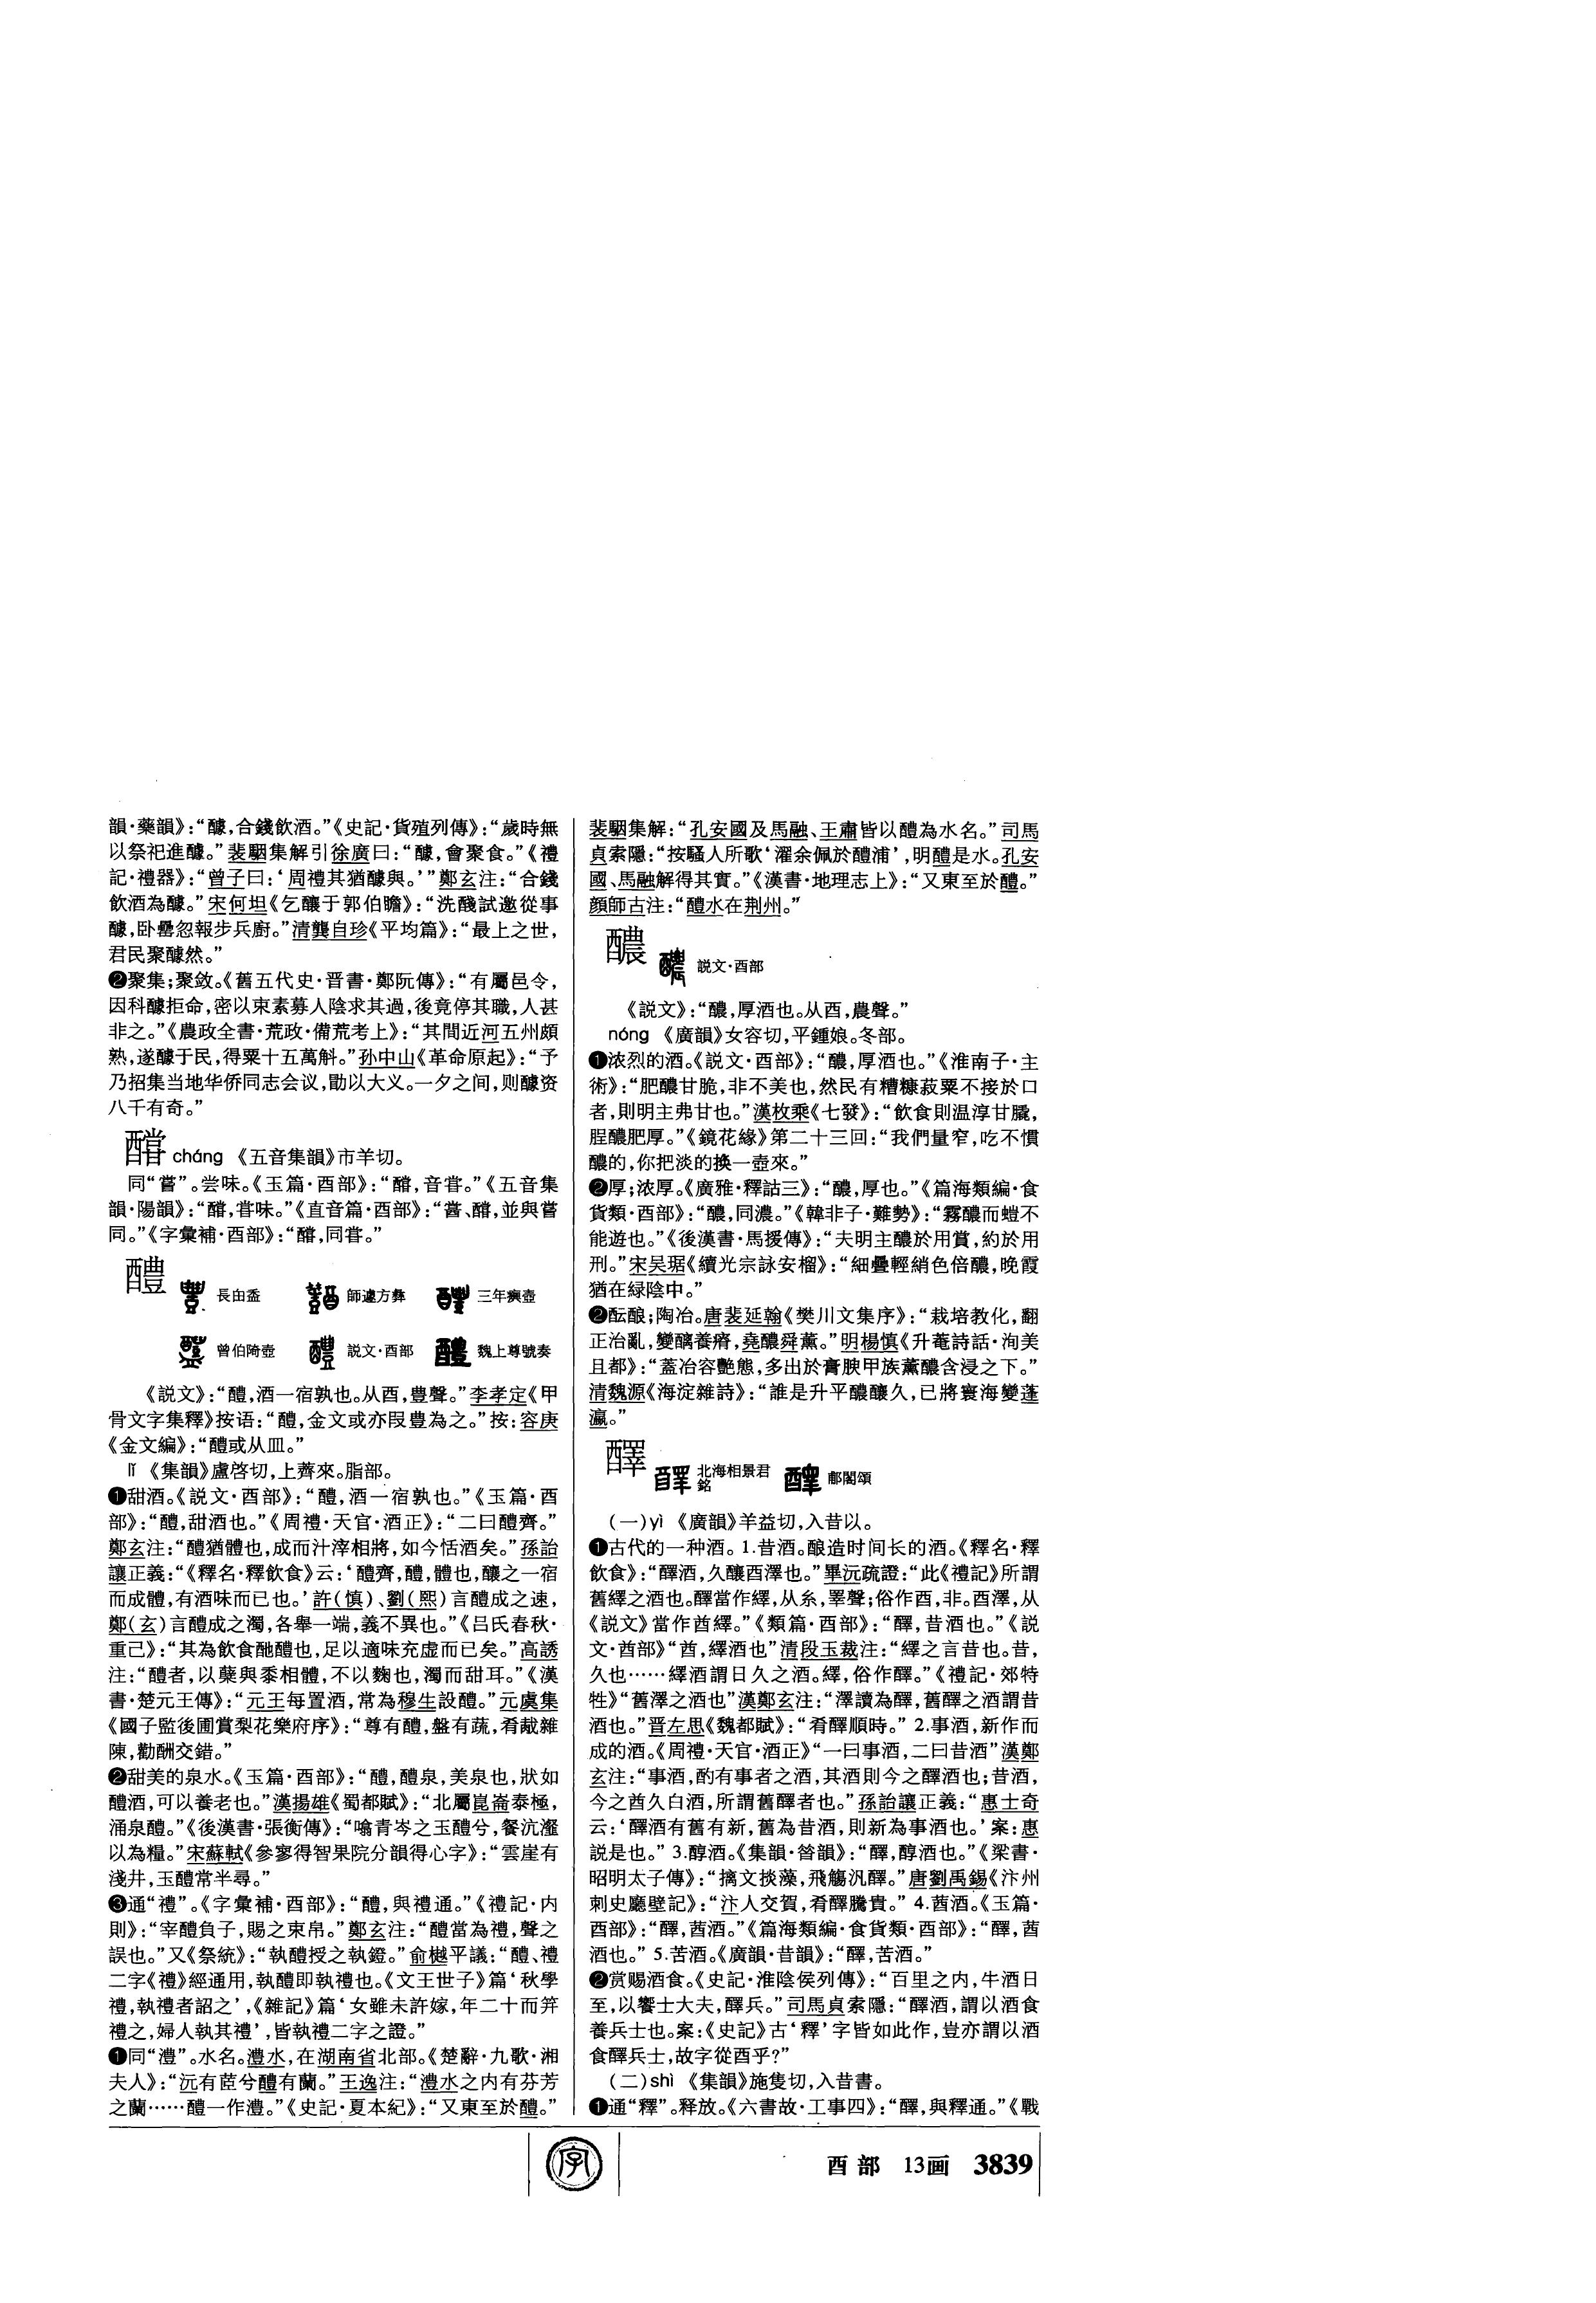 韻·藥韻》:“醵,合錢飲酒。”《史記·貨殖列傳》:“歲時無
以祭祀進醵。”裴駰集解引徐廣曰:“醵,會聚食。”《禮
記·禮器》:“曾子曰:‘周禮其猶醵與。’”鄭玄注:“合錢
飲酒為醵。”宋何坦《乞釀于郭伯瞻》:“洗醆試邀從事
醵,卧罍忽報步兵廚。”清龔自珍《平均篇》:“最上之世,
君民聚醵然。”
❷聚集;聚敛。《舊五代史·晋書·鄭阮傳》:“有屬邑令,
因科醵拒命,密以束素募人陰求其過,後竟停其職,人甚
非之。”《農政全書·荒政·備荒考上》:“其間近河五州頗
熟,遂醵于民,得粟十五萬斛。”孙中山《革命原起》:“予
乃招集当地华侨同志会议,勖以大义。一夕之间,则醵资
八千有奇。”
cháng 《五音集韻》市羊切。
同“嘗”。尝味。《玉篇·酉部》:“,音甞。”《五音集
韻·陽韻》:“,甞味。”《直音篇·酉部》:“嘗、,並與嘗
同。”《字彙補·酉部》:“,同甞。”
醴
長由盉 師遽方彝 三年𤼈壺
曾伯陭壺 説文·酉部 魏上尊號奏
《説文》:“醴,酒一宿孰也。从酉,豊聲。”李孝定《甲
骨文字集釋》按语:“醴,金文或亦叚豊為之。”按:容庚
《金文編》:“醴或从皿。”
lǐ 《集韻》盧啓切,上薺來。脂部。
❶甜酒。《説文·酉部》:“醴,酒一宿孰也。”《玉篇·酉
部》:“醴,甜酒也。”《周禮·天官·酒正》:“二曰醴齊。”
鄭玄注:“醴猶體也,成而汁滓相將,如今恬酒矣。”孫詒
讓正義:“《釋名·釋飲食》云:‘醴齊,醴,體也,釀之一宿
而成體,有酒味而已也。’許(慎)、劉(熙)言醴成之速,
鄭(玄)言醴成之濁,各舉一端,義不異也。”《吕氏春秋·
重己》:“其為飲食酏醴也,足以適味充虚而已矣。”高誘
注:“醴者,以糵與黍相體,不以麴也,濁而甜耳。”《漢
書·楚元王傳》:“元王每置酒,常為穆生設醴。”元虞集
《國子監後圃賞梨花樂府序》:“尊有醴,盤有蔬,肴胾雜
陳,勸酬交錯。”
❷甜美的泉水。《玉篇·酉部》:“醴,醴泉,美泉也,狀如
醴酒,可以養老也。”漢揚雄《蜀都賦》:“北屬崑崙泰極,
涌泉醴。”《後漢書·張衡傳》:“噏青岑之玉醴兮,餐沆瀣
以為糧。”宋蘇軾《參寥得智果院分韻得心字》:“雲崖有
淺井,玉醴常半尋。”
❸通“禮”。《字彙補·酉部》:“醴,與禮通。”《禮記·内
則》:“宰醴負子,賜之束帛。”鄭玄注:“醴當為禮,聲之
誤也。”又《祭統》:“執醴授之執鐙。”俞樾平議:“醴、禮
二字《禮》經通用,執醴即執禮也。《文王世子》篇‘秋學
禮,執禮者詔之’,《雜記》篇‘女雖未許嫁,年二十而筓
禮之,婦人執其禮’,皆執禮二字之證。”
❶同“澧”。水名。澧水,在湖南省北部。《楚辭·九歌·湘
夫人》:“沅有茝兮醴有蘭。”王逸注:“澧水之内有芬芳
之蘭……醴一作澧。”《史記·夏本紀》:“又東至於醴。”
裴駰集解:“孔安國及馬融、王肅皆以醴為水名。”司馬
貞索隱:“按騷人所歌‘濯余佩於醴浦’,明醴是水。孔安
國、馬融解得其實。”《漢書·地理志上》:“又東至於醴。”
顔師古注:“醴水在荆州。”
醲
説文·酉部
《説文》:“醲,厚酒也。从酉,農聲。”
nóng 《廣韻》女容切,平鍾娘。冬部。
❶浓烈的酒。《説文·酉部》:“醲,厚酒也。”《淮南子·主
術》:“肥醲甘脆,非不美也,然民有糟糠菽粟不接於口
者,則明主弗甘也。”漢枚乘《七發》:“飲食則温淳甘膬,
脭醲肥厚。”《鏡花緣》第二十三回:“我們量窄,吃不慣
醲的,你把淡的换一壺來。”
❷厚;浓厚。《廣雅·釋詁三》:“醲,厚也。”《篇海類編·食
貨類·酉部》:“醲,同濃。”《韓非子·難勢》:“霧醲而螘不
能遊也。”《後漢書·馬援傳》:“夫明主醲於用賞,約於用
刑。”宋吴琚《續光宗詠安榴》:“細疊輕綃色倍醲,晚霞
猶在緑陰中。”
❷酝酿;陶冶。唐裴延翰《樊川文集序》:“栽培教化,翻
正治亂,變醨養瘠,堯醲舜薰。”明楊慎《升菴詩話·洵美
且都》:“蓋冶容艷態,多出於膏腴甲族薰醲含浸之下。”
清魏源《海淀雜詩》:“誰是升平醲釀久,已將寰海變蓬
瀛。”
醳
北海相景君銘 郙閣頌
(一)yì 《廣韻》羊益切,入昔以。
❶古代的一种酒。1.昔酒。酿造时间长的酒。《釋名·釋
飲食》:“醳酒,久釀酉澤也。”畢沅疏證:“此《禮記》所謂
舊繹之酒也。醳當作繹,从糸,睪聲;俗作酉,非。酉澤,从
《説文》當作酋繹。”《類篇·酉部》:“醳,昔酒也。”《説
文·酋部》“酋,繹酒也”清段玉裁注:“繹之言昔也。昔,
久也……繹酒謂日久之酒。繹,俗作醳。”《禮記·郊特
牲》“舊澤之酒也”漢鄭玄注:“澤讀為醳,舊醳之酒謂昔
酒也。”晋左思《魏都賦》:“肴醳順時。” 2.事酒,新作而
成的酒。《周禮·天官·酒正》“一曰事酒,二曰昔酒”漢鄭
玄注:“事酒,酌有事者之酒,其酒則今之醳酒也;昔酒,
今之酋久白酒,所謂舊醳者也。”孫詒讓正義:“惠士奇
云:‘醳酒有舊有新,舊為昔酒,則新為事酒也。’案:惠
説是也。” 3.醇酒。《集韻·昔韻》:“醳,醇酒也。”《梁書·
昭明太子傳》:“摛文掞藻,飛觴汎醳。”唐劉禹錫《汴州
刺史廳壁記》:“汴人交賀,肴醳騰貴。” 4.莤酒。《玉篇·
酉部》:“醳,莤酒。”《篇海類編·食貨類·酉部》:“醳,莤
酒也。” 5.苦酒。《廣韻·昔韻》:“醳,苦酒。”
❷赏赐酒食。《史記·淮陰侯列傳》:“百里之内,牛酒日
至,以饗士大夫,醳兵。”司馬貞索隱:“醳酒,謂以酒食
養兵士也。案:《史記》古‘釋’字皆如此作,豈亦謂以酒
食醳兵士,故字從酉乎?”
(二)shì 《集韻》施隻切,入昔書。
❶通“釋”。释放。《六書故·工事四》:“醳,與釋通。”《戰
字
酉部 13画 3839